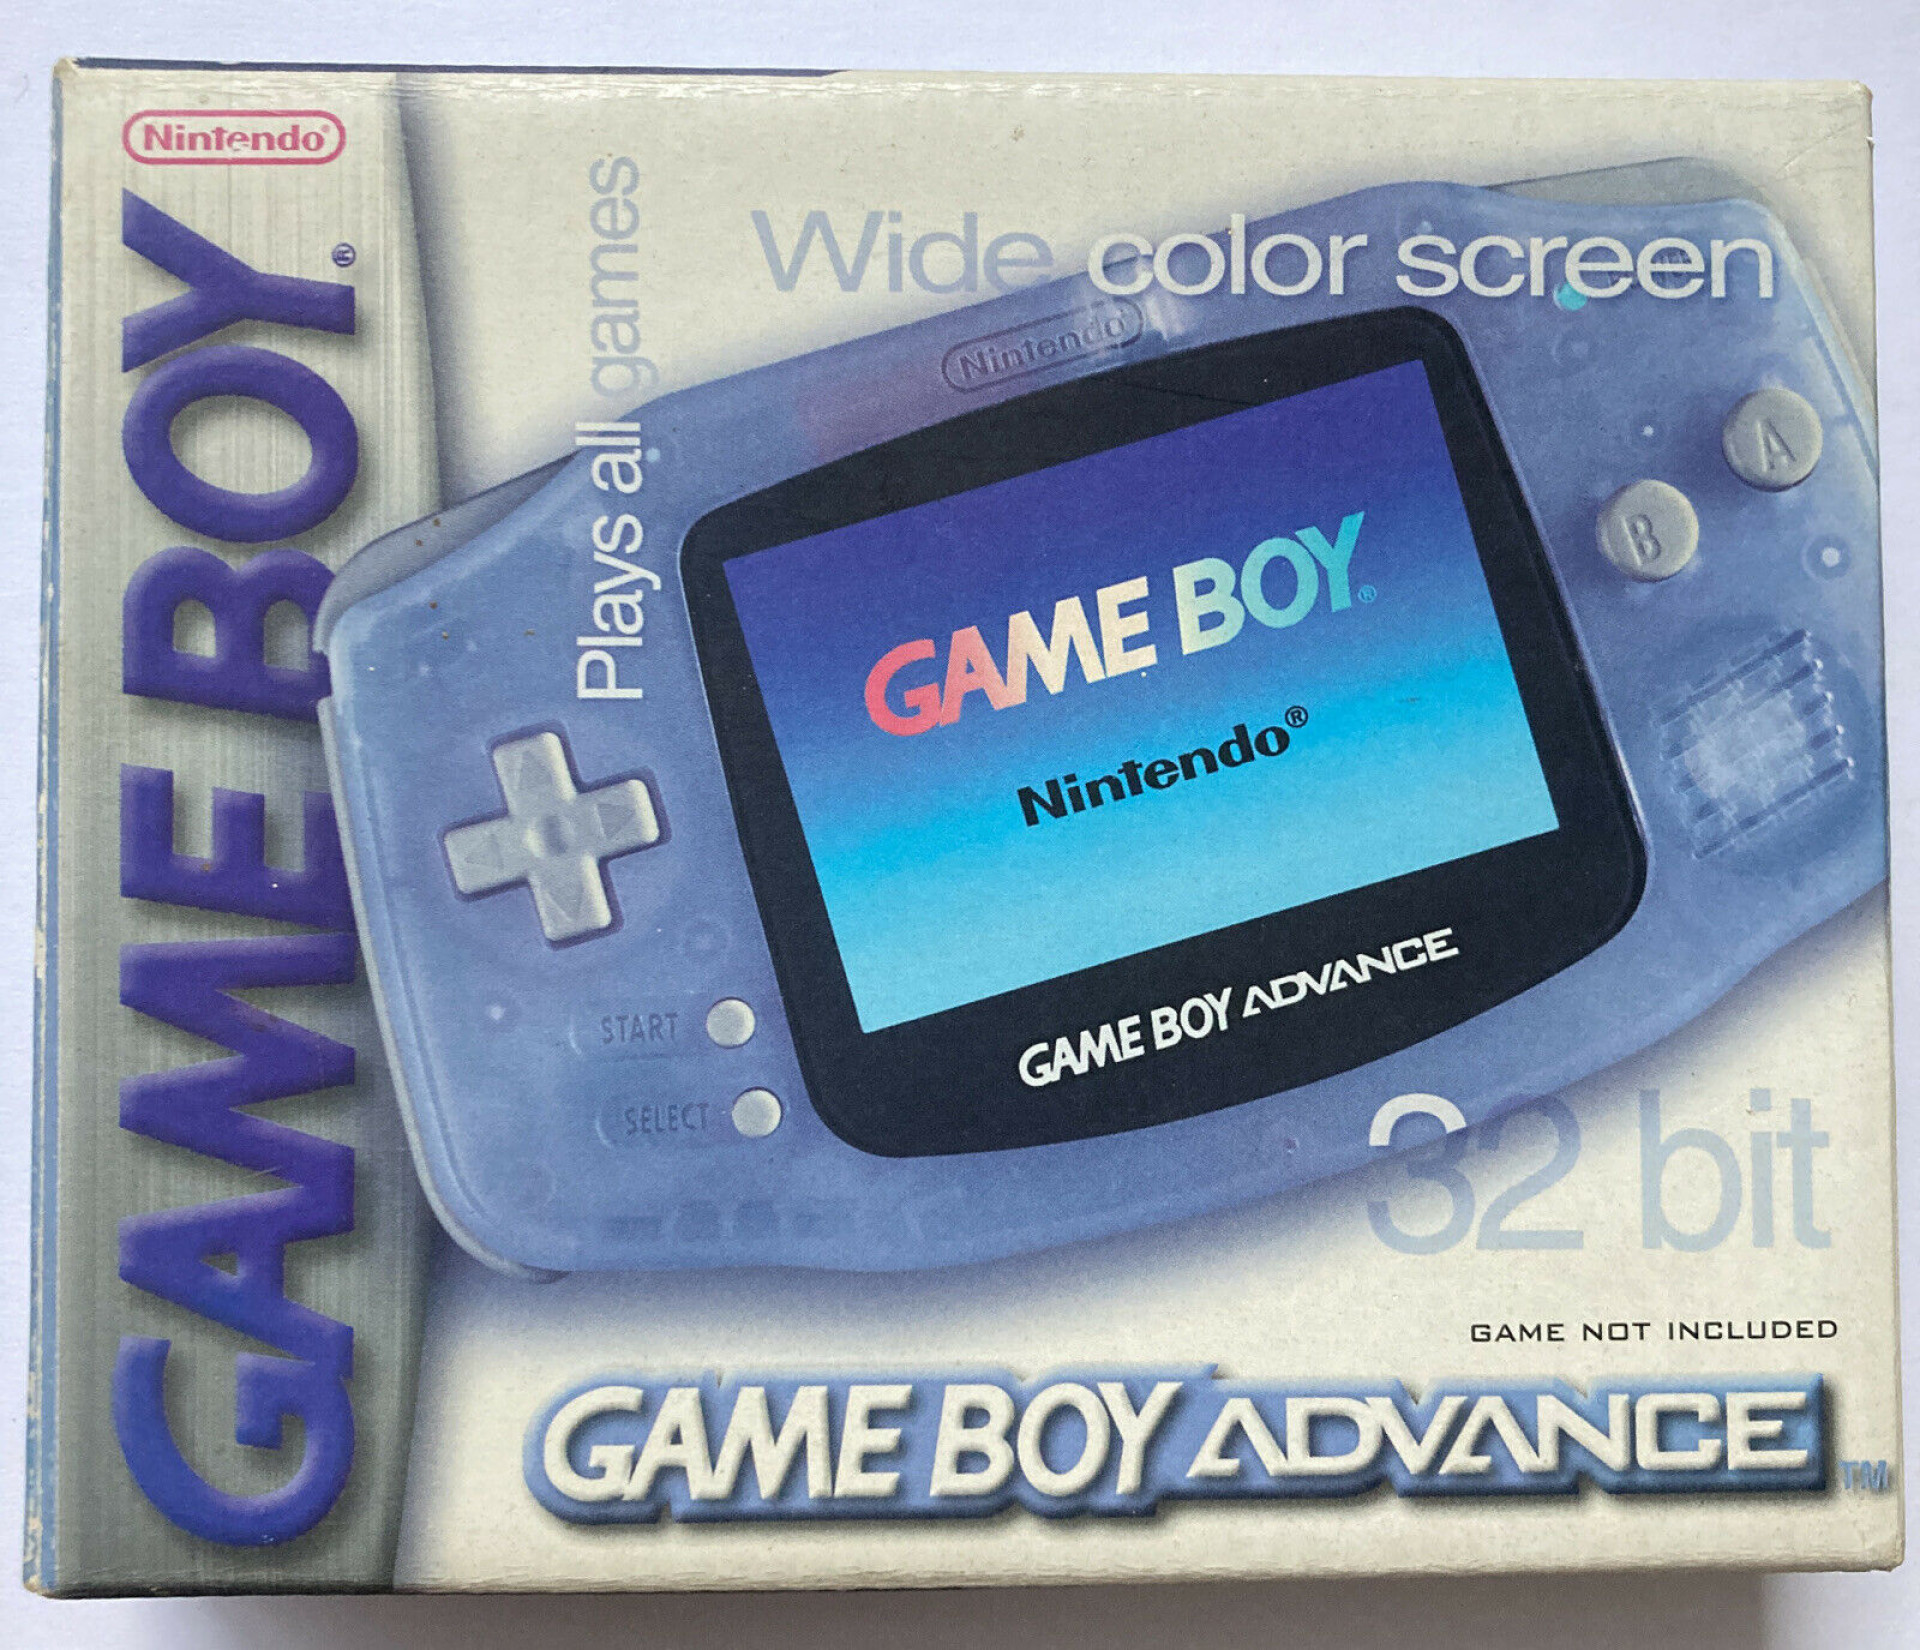 Nintendo®
GAME BOY®
Plays all games
Wide color screen
Nintendo
A
B
GAME BOY®
Nintendo®
START
SELECT
GAME BOY ADVANCE
32 bit
GAME NOT INCLUDED
GAME BOY ADVANCE™